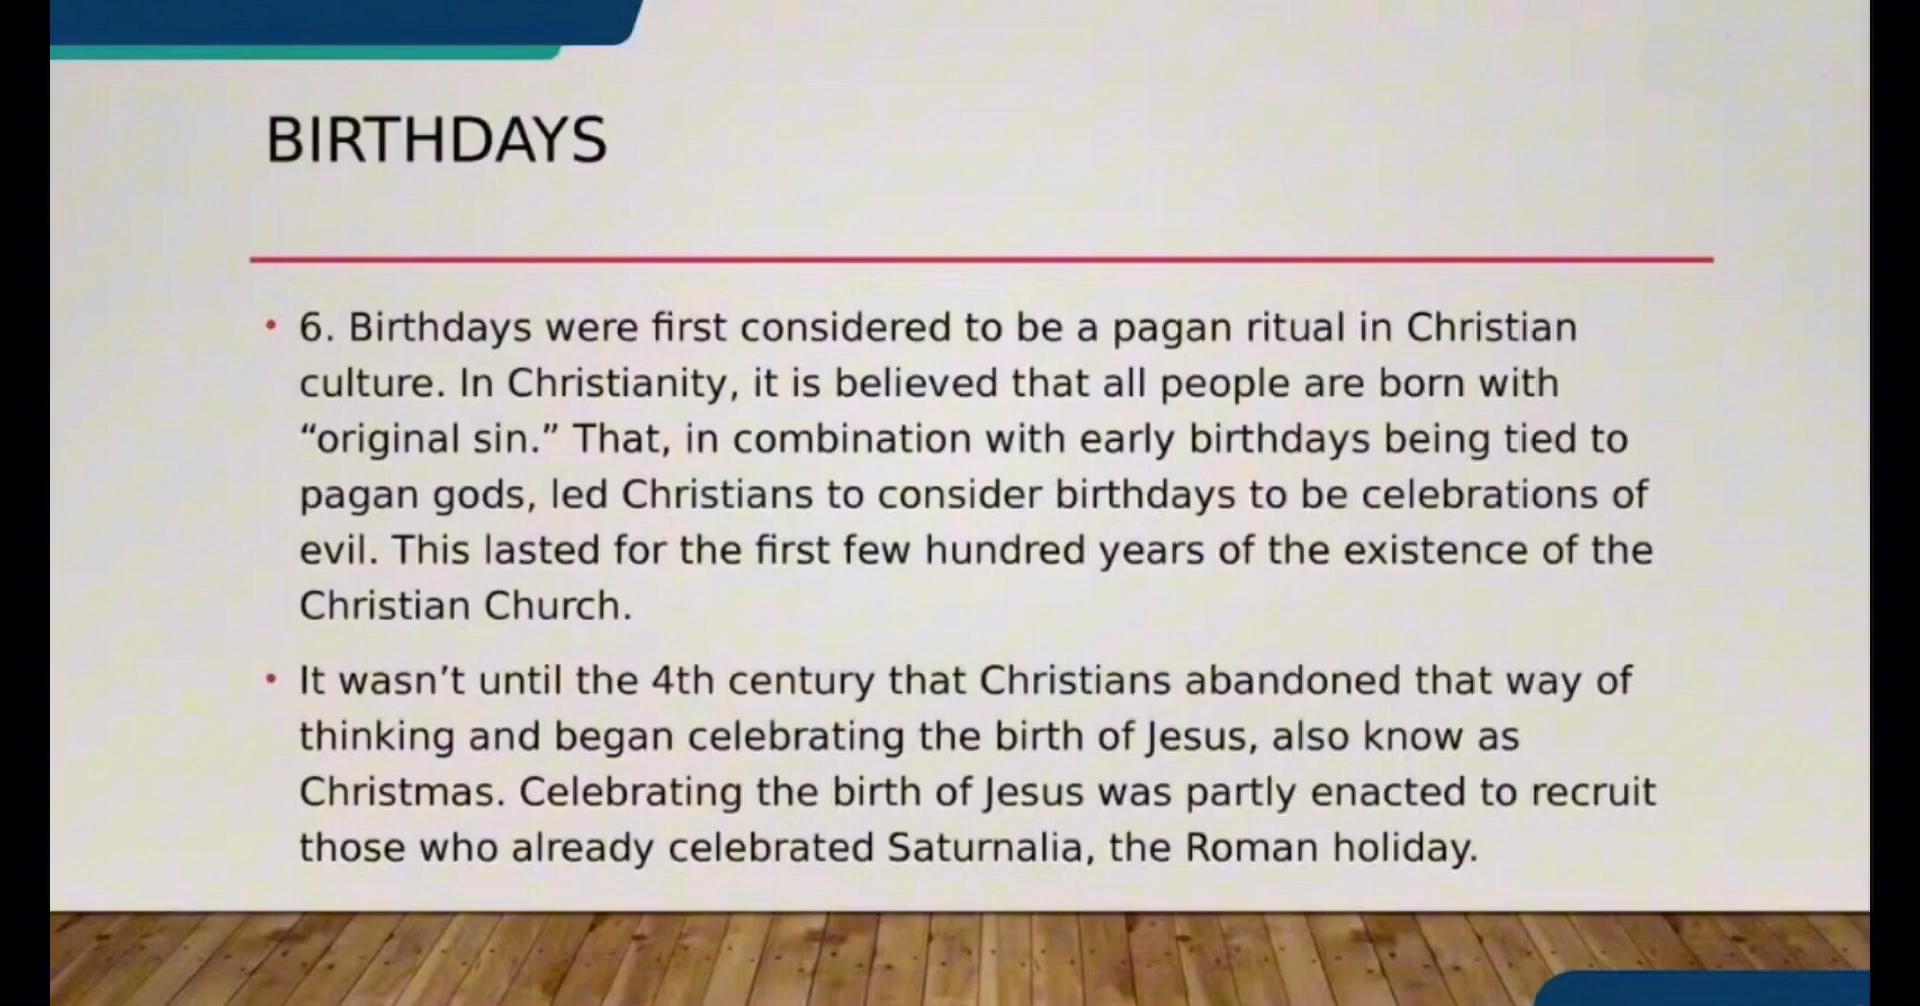 BIRTHDAYS
• 6. Birthdays were first considered to be a pagan ritual in Christian
culture. In Christianity, it is believed that all people are born with
“original sin.” That, in combination with early birthdays being tied to
pagan gods, led Christians to consider birthdays to be celebrations of
evil. This lasted for the first few hundred years of the existence of the
Christian Church.
• It wasn’t until the 4th century that Christians abandoned that way of
thinking and began celebrating the birth of Jesus, also know as
Christmas. Celebrating the birth of Jesus was partly enacted to recruit
those who already celebrated Saturnalia, the Roman holiday.